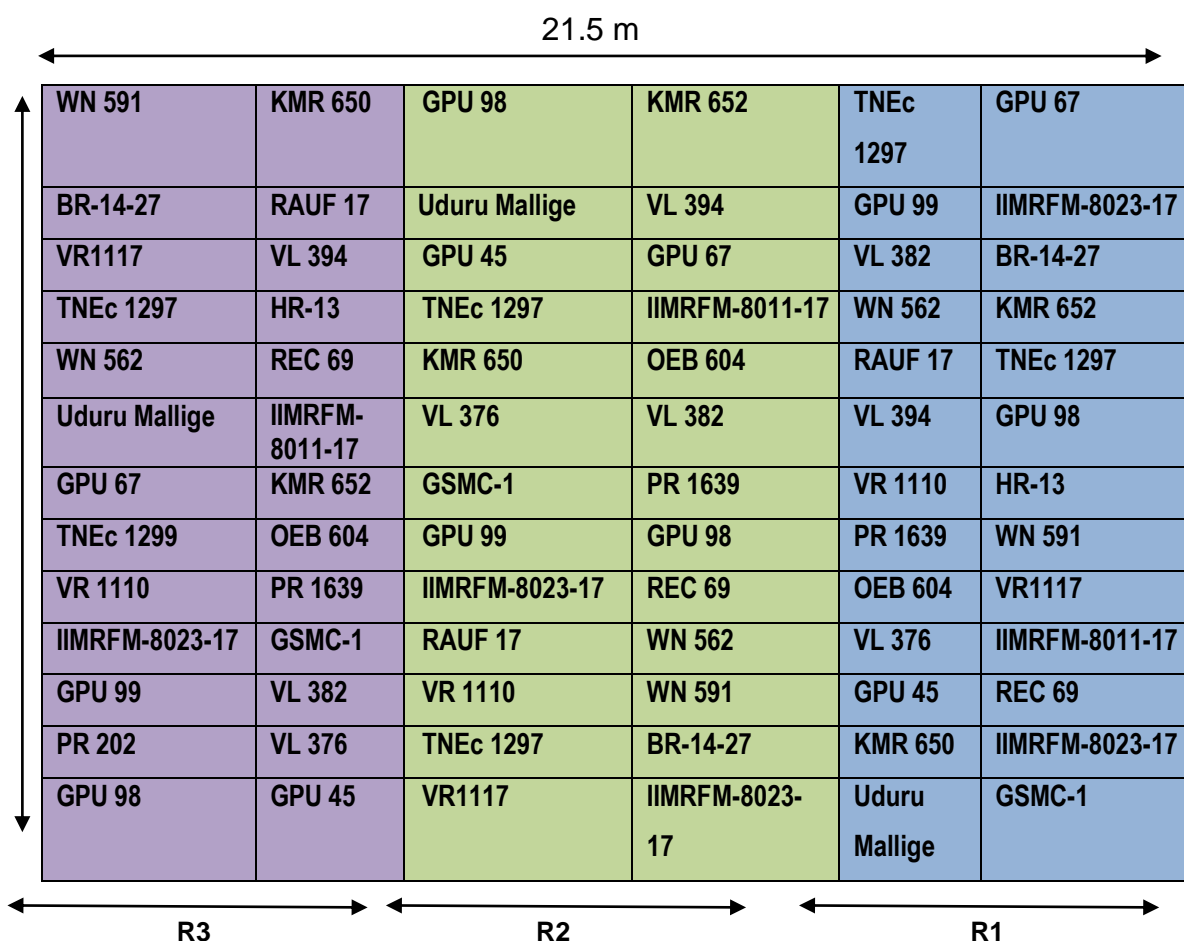 21.5 m
WN 591 KMR 650 GPU 98 KMR 652 TNEc GPU 67
1297
BR-14-27 RAUF 17 Uduru Mallige VL 394 GPU 99 IIMRFM-8023-17
VR1117 VL 394 GPU 45 GPU 67 VL 382 BR-14-27
TNEc 1297 HR-13 TNEc 1297 IIMRFM-8011-17 WN 562 KMR 652
WN 562 REC 69 KMR 650 OEB 604 RAUF 17 TNEc 1297
Uduru Mallige IIMRFM- VL 376 VL 382 VL 394 GPU 98
8011-17
GPU 67 KMR 652 GSMC-1 PR 1639 VR 1110 HR-13
TNEc 1299 OEB 604 GPU 99 GPU 98 PR 1639 WN 591
VR 1110 PR 1639 IIMRFM-8023-17 REC 69 OEB 604 VR1117
IIMRFM-8023-17 GSMC-1 RAUF 17 WN 562 VL 376 IIMRFM-8011-17
GPU 99 VL 382 VR 1110 WN 591 GPU 45 REC 69
PR 202 VL 376 TNEc 1297 BR-14-27 KMR 650 IIMRFM-8023-17
GPU 98 GPU 45 VR1117 IIMRFM-8023- Uduru GSMC-1
17 Mallige
R3 R2 R1